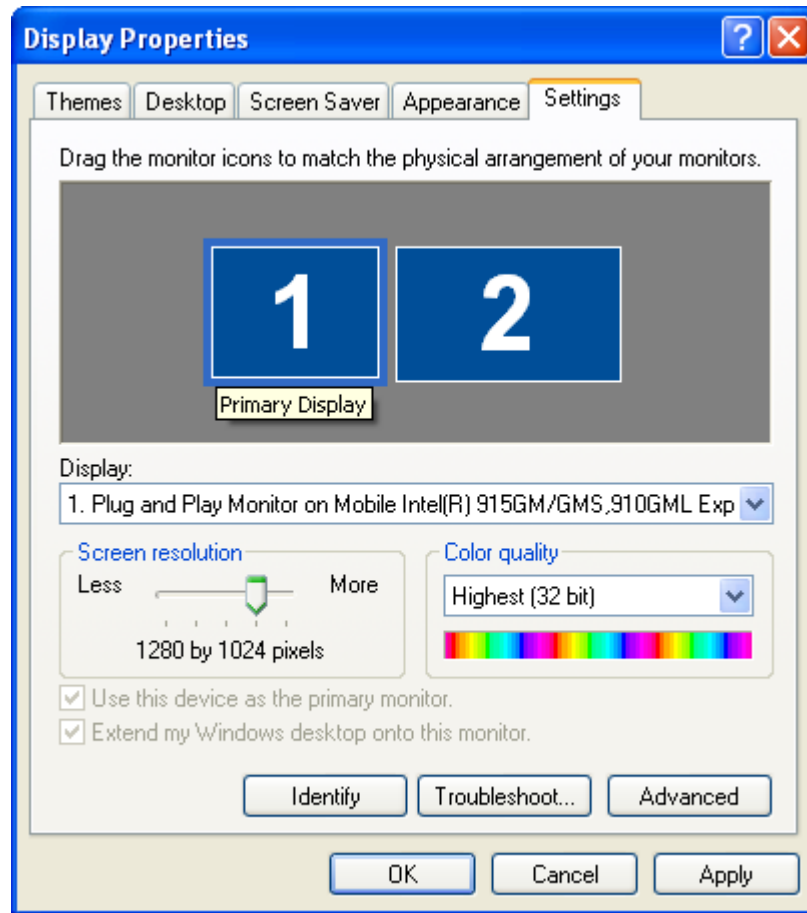 Display Properties
Themes Desktop Screen Saver Appearance Settings
Drag the monitor icons to match the physical arrangement of your monitors.
1 2
Primary Display
Display:
1. Plug and Play Monitor on Mobile Intel(R) 915GM/GMS,910GML Exp
Screen resolution
Less More
1280 by 1024 pixels
Color quality
Highest (32 bit)
Use this device as the primary monitor.
Extend my Windows desktop onto this monitor.
Identify Troubleshoot... Advanced
OK Cancel Apply